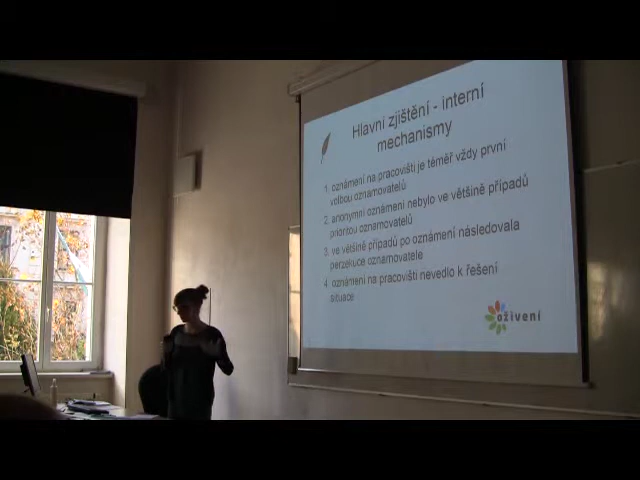 Hlavní zjištění - interní
mechanismy
1. oznámení na pracovišti je téměř vždy první
volbou oznamovatelů
2. anonymní oznámení nebylo ve většině případů
prioritou oznamovatelů
3. ve většině případů po oznámení následovala
perzekuce oznamovatele
4. oznámení na pracovišti nevedlo k řešení
situace
oživení